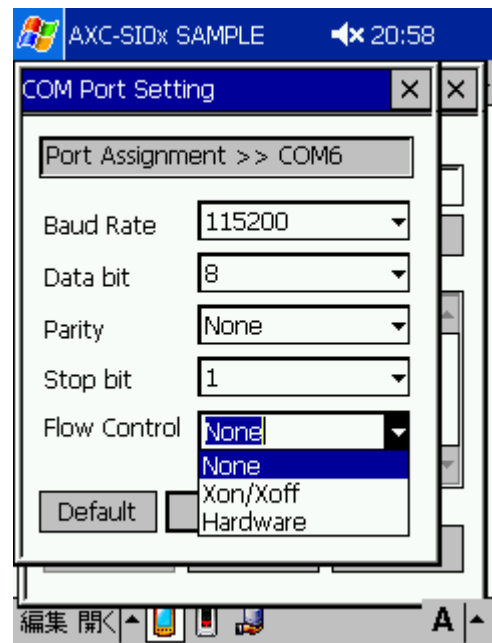 AXC-SI0x SAMPLE 20:58
COM Port Setting
Port Assignment >> COM6
Baud Rate 115200
Data bit 8
Parity None
Stop bit 1
Flow Control None
None
Xon/Xoff
Hardware
Default
編集 開く A